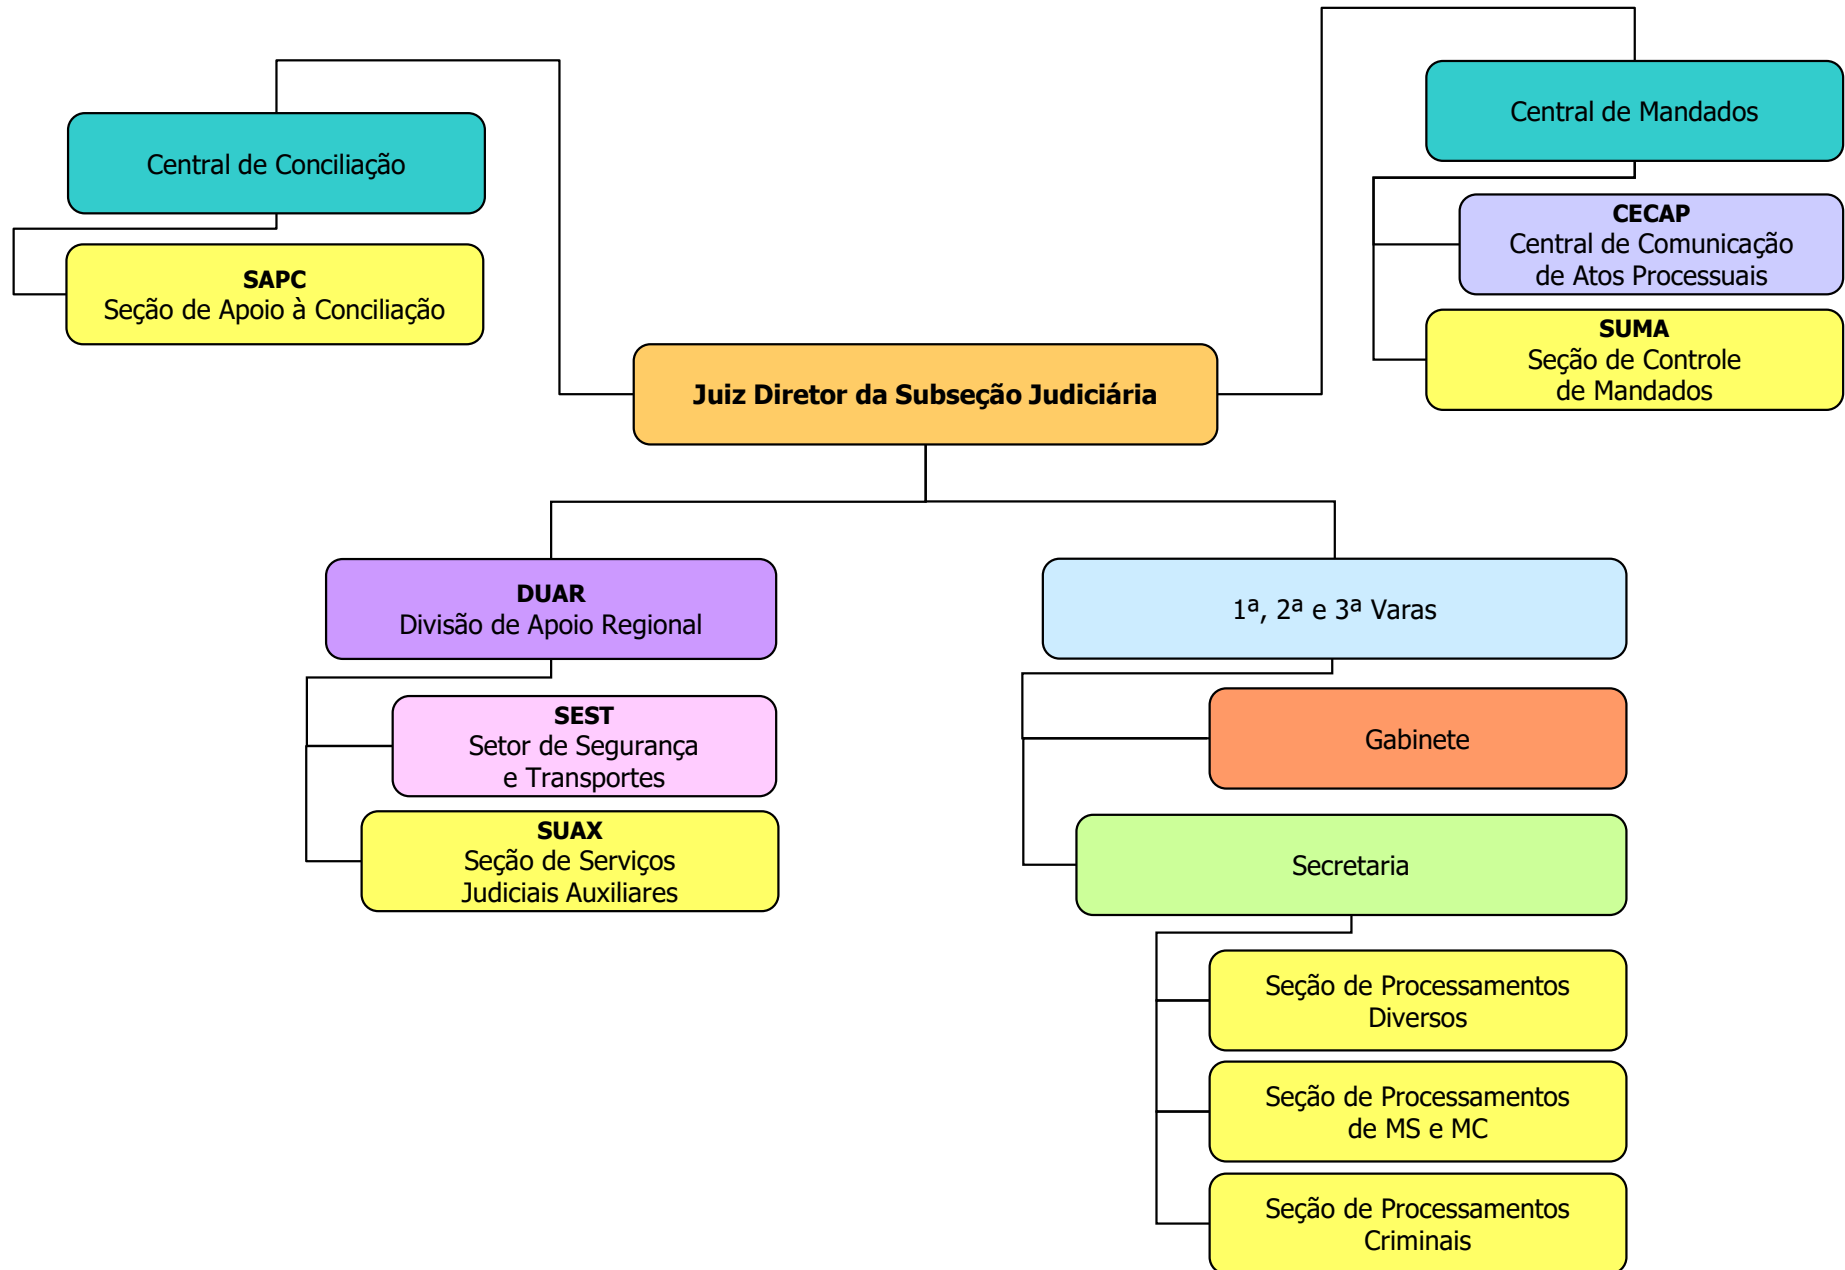 Central de Mandados
Central de Conciliação
CECAP
Central de Comunicação
de Atos Processuais
SAPC
Seção de Apoio à Conciliação
SUMA
Seção de Controle
de Mandados
Juiz Diretor da Subseção Judiciária
DUAR
Divisão de Apoio Regional
SEST
Setor de Segurança
e Transportes
SUAX
Seção de Serviços
Judiciais Auxiliares
1ª, 2ª e 3ª Varas
Gabinete
Secretaria
Seção de Processamentos
Diversos
Seção de Processamentos
de MS e MC
Seção de Processamentos
Criminais